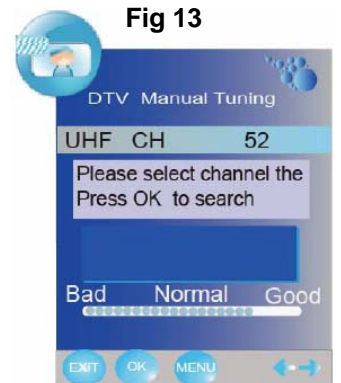 Fig 13
DTV Manual Tuning
UHF CH 52
Please select channel the
Press OK to search
Bad Normal Good
EXIT OK MENU